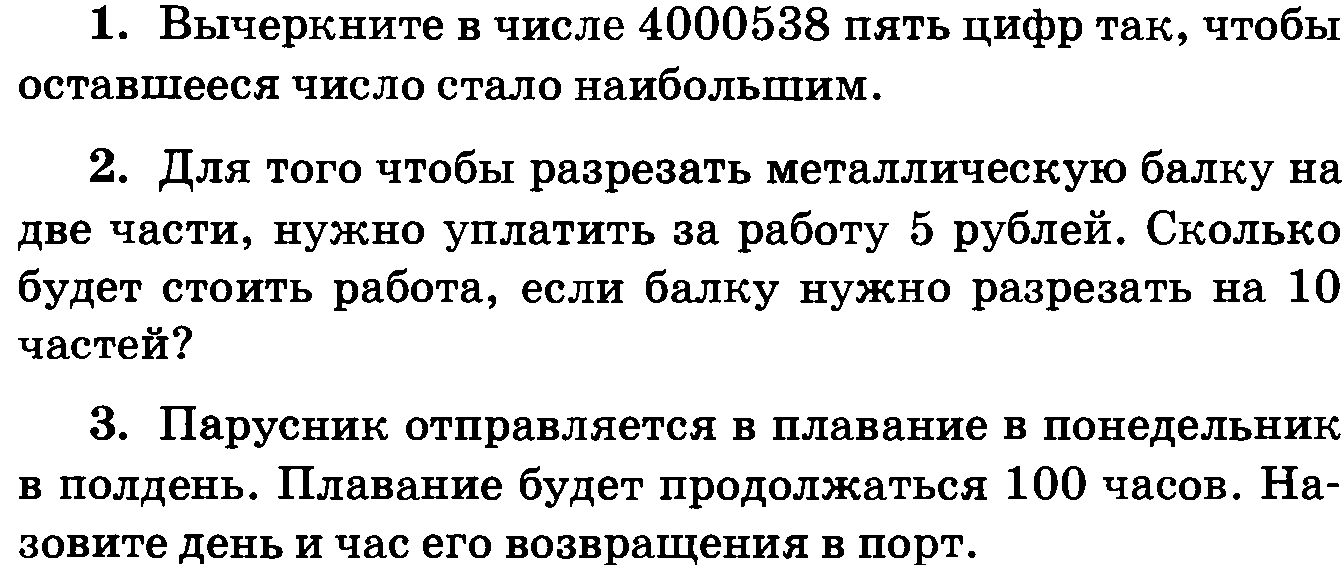 1. Вычеркните в числе 4000538 пять цифр так, чтобы
оставшееся число стало наибольшим.
2. Для того чтобы разрезать металлическую балку на
две части, нужно уплатить за работу 5 рублей. Сколько
будет стоить работа, если балку нужно разрезать на 10
частей?
3. Парусник отправляется в плавание в понедельник
в полдень. Плавание будет продолжаться 100 часов. На-
зовите день и час его возвращения в порт.